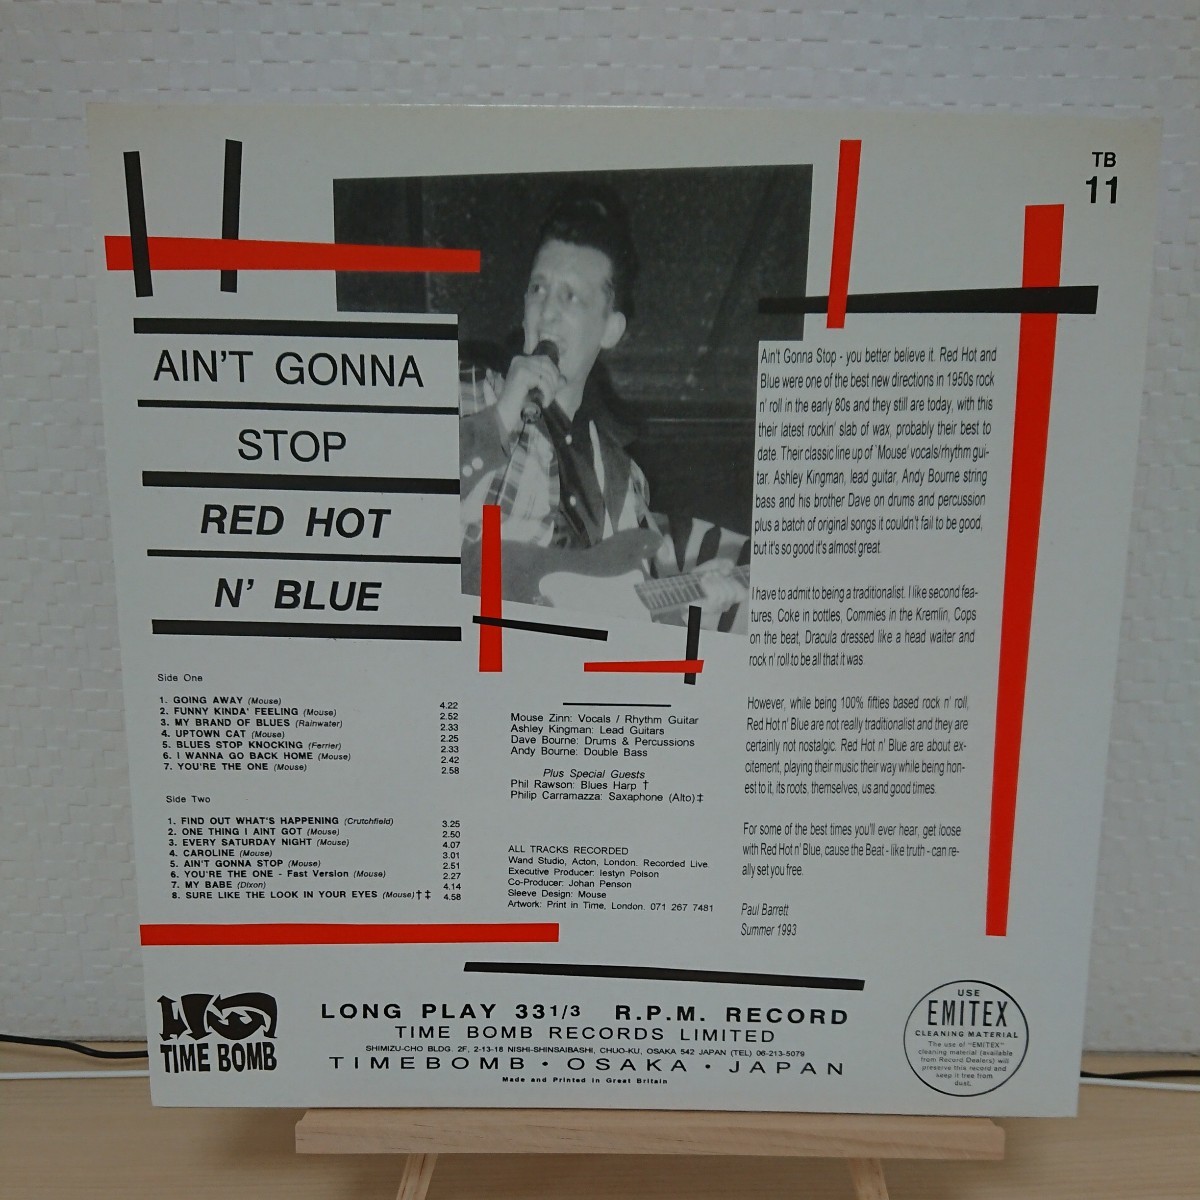 TB
11
AIN'T GONNA
STOP
RED HOT
N' BLUE
Ain't Gonna Stop - you better believe it. Red Hot and
Blue were one of the best new directions in 1950s rock
n' roll in the early 80s and they still are today, with this
their latest rockin' slab of wax, probably their best to
date. Their classic line up of `Mouse' vocals/rhythm gui-
tar. Ashley Kingman, lead guitar, Andy Bourne string
bass and his brother Dave on drums and percussion
plus a batch of original songs it couldn't fail to be good,
but it's so good it's almost great.
I have to admit to being a traditionalist. I like second fea-
tures, Coke in bottles, Commies in the Kremlin, Cops
on the beat, Dracula dressed like a head waiter and
rock n' roll to be all that it was.
However, while being 100% fifties based rock n' roll,
Red Hot n' Blue are not really traditionalist and they are
certainly not nostalgic. Red Hot n' Blue are about ex-
citement, playing their music their way while being hon-
est to it, its roots, themselves, us and good times.
For some of the best times you'll ever hear, get loose
with Red Hot n' Blue, cause the Beat - like truth - can re-
ally set you free.
Paul Barrett
Summer 1993
Side One
1. GOING AWAY (Mouse) 4.22
2. FUNNY KINDA' FEELING (Mouse) 2.52
3. MY BRAND OF BLUES (Rainwater) 2.33
4. UPTOWN CAT (Mouse) 2.25
5. BLUES STOP KNOCKING (Ferrier) 2.33
6. I WANNA GO BACK HOME (Mouse) 2.42
7. YOU'RE THE ONE (Mouse) 2.58
Side Two
1. FIND OUT WHAT'S HAPPENING (Crutchfield) 3.25
2. ONE THING I AINT GOT (Mouse) 2.50
3. EVERY SATURDAY NIGHT (Mouse) 4.07
4. CAROLINE (Mouse) 3.01
5. AIN'T GONNA STOP (Mouse) 2.51
6. YOU'RE THE ONE - Fast Version (Mouse) 2.27
7. MY BABE (Dixon) 4.14
8. SURE LIKE THE LOOK IN YOUR EYES (Mouse)†‡ 4.58
Mouse Zinn: Vocals / Rhythm Guitar
Ashley Kingman: Lead Guitars
Dave Bourne: Drums & Percussions
Andy Bourne: Double Bass
Plus Special Guests
Phil Rawson: Blues Harp †
Philip Carramazza: Saxaphone (Alto)‡
ALL TRACKS RECORDED
Wand Studio, Acton, London. Recorded Live.
Executive Producer: Iestyn Polson
Co-Producer: Johan Penson
Sleeve Design: Mouse
Artwork: Print in Time, London. 071 267 7481
TIME BOMB
LONG PLAY 33 1/3 R.P.M. RECORD
TIME BOMB RECORDS LIMITED
SHIMIZU-CHO BLDG 2F, 2-13-18 NISHI-SHINSAIBASHI, CHUO-KU, OSAKA 542 JAPAN (TEL) 06-213-5079
TIMEBOMB · OSAKA · JAPAN
Made and Printed in Great Britain
USE
EMITEX
CLEANING MATERIAL
The use of "EMITEX"
cleaning material (available
from Record Dealers) will
preserve this record and
keep it free from
dust.